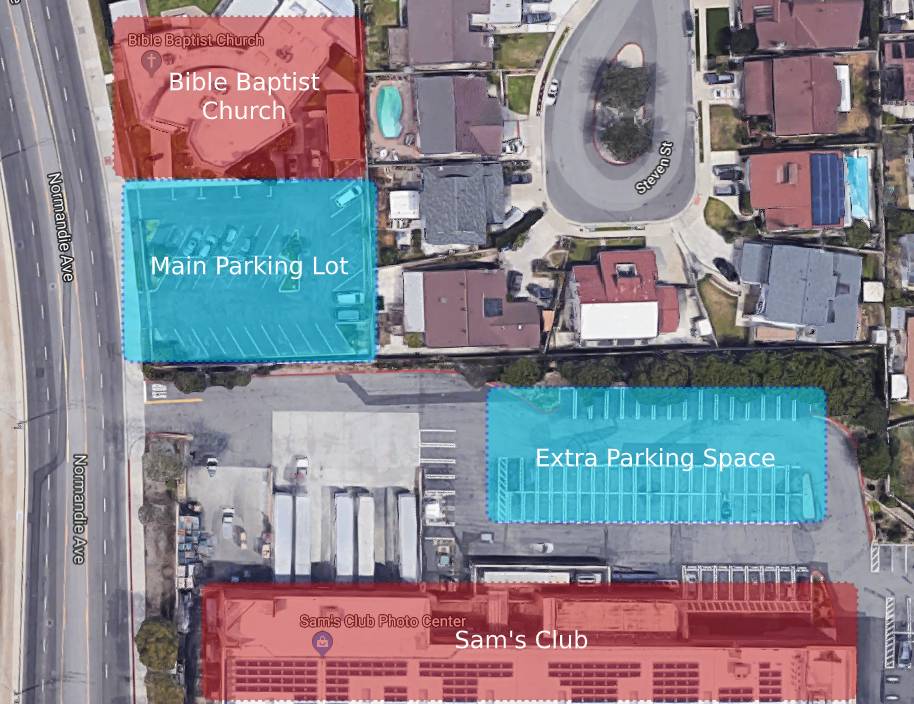 Bible Baptist Church
Bible Baptist
Church
Normandie Ave
Steven St
Main Parking Lot
Extra Parking Space
Normandie Ave
Sam's Club Photo Center
Sam's Club